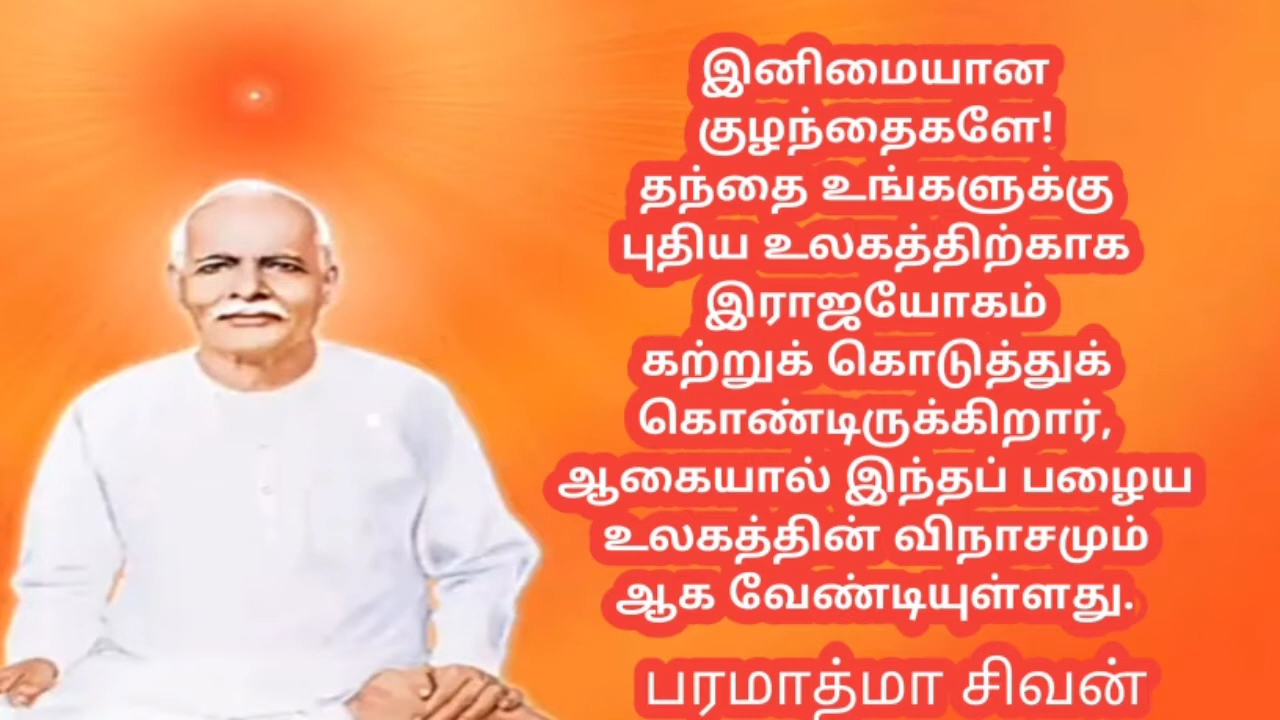 இனிமையான
குழந்தைகளே!
தந்தை உங்களுக்கு
புதிய உலகத்திற்காக
இராஜயோகம்
கற்றுக் கொடுத்துக்
கொண்டிருக்கிறார்,
ஆகையால் இந்தப் பழைய
உலகத்தின் விநாசமும்
ஆக வேண்டியுள்ளது.
பரமாத்மா சிவன்